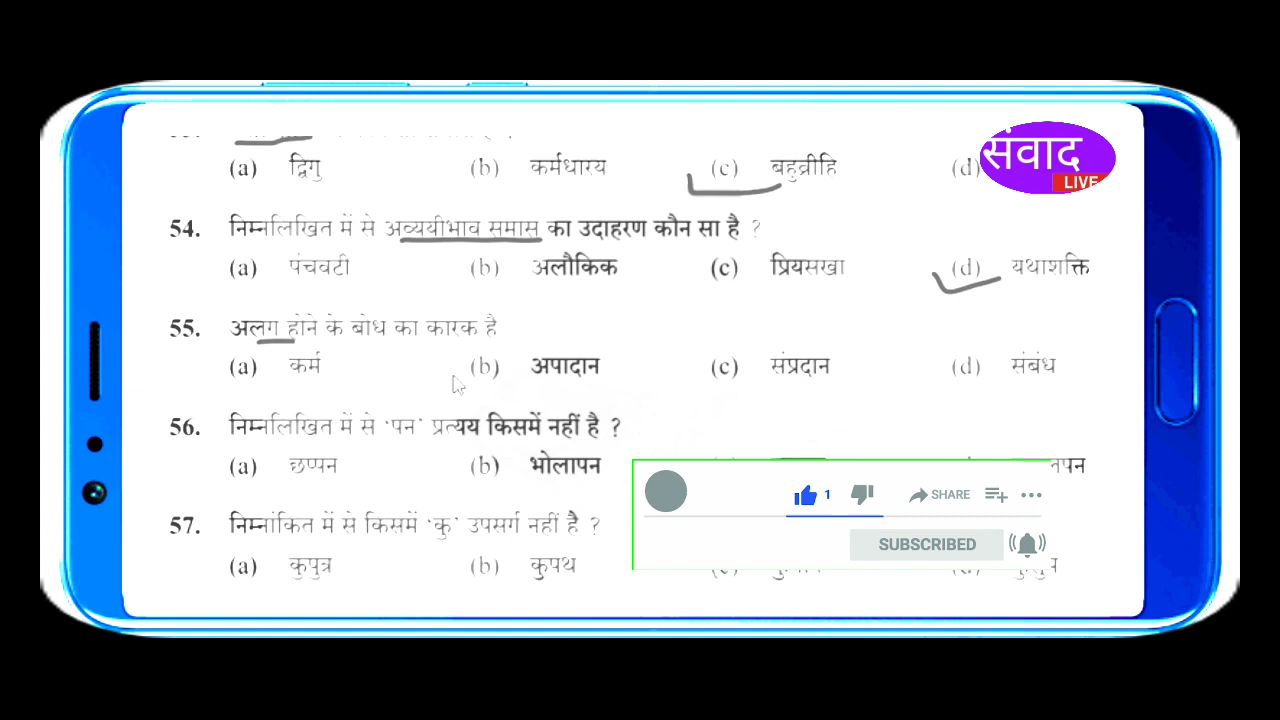 (a) द्विगु (b) कर्मधारय (c) बहुव्रीहि (d)
संवाद
LIVE
54. निम्नलिखित में से अव्ययीभाव समास का उदाहरण कौन सा है ?
(a) पंचवटी (b) अलौकिक (c) प्रियसखा (d) यथाशक्ति
55. अलग होने के बोध का कारक है
(a) कर्म (b) अपादान (c) संप्रदान (d) संबंध
56. निम्नलिखित में से 'पन' प्रत्यय किसमें नहीं है ?
(a) छप्पन (b) भोलापन
1 SHARE
57. निम्नांकित में से किसमें 'कु' उपसर्ग नहीं है ?
SUBSCRIBED
(a) कुपुत्र (b) कुपथ